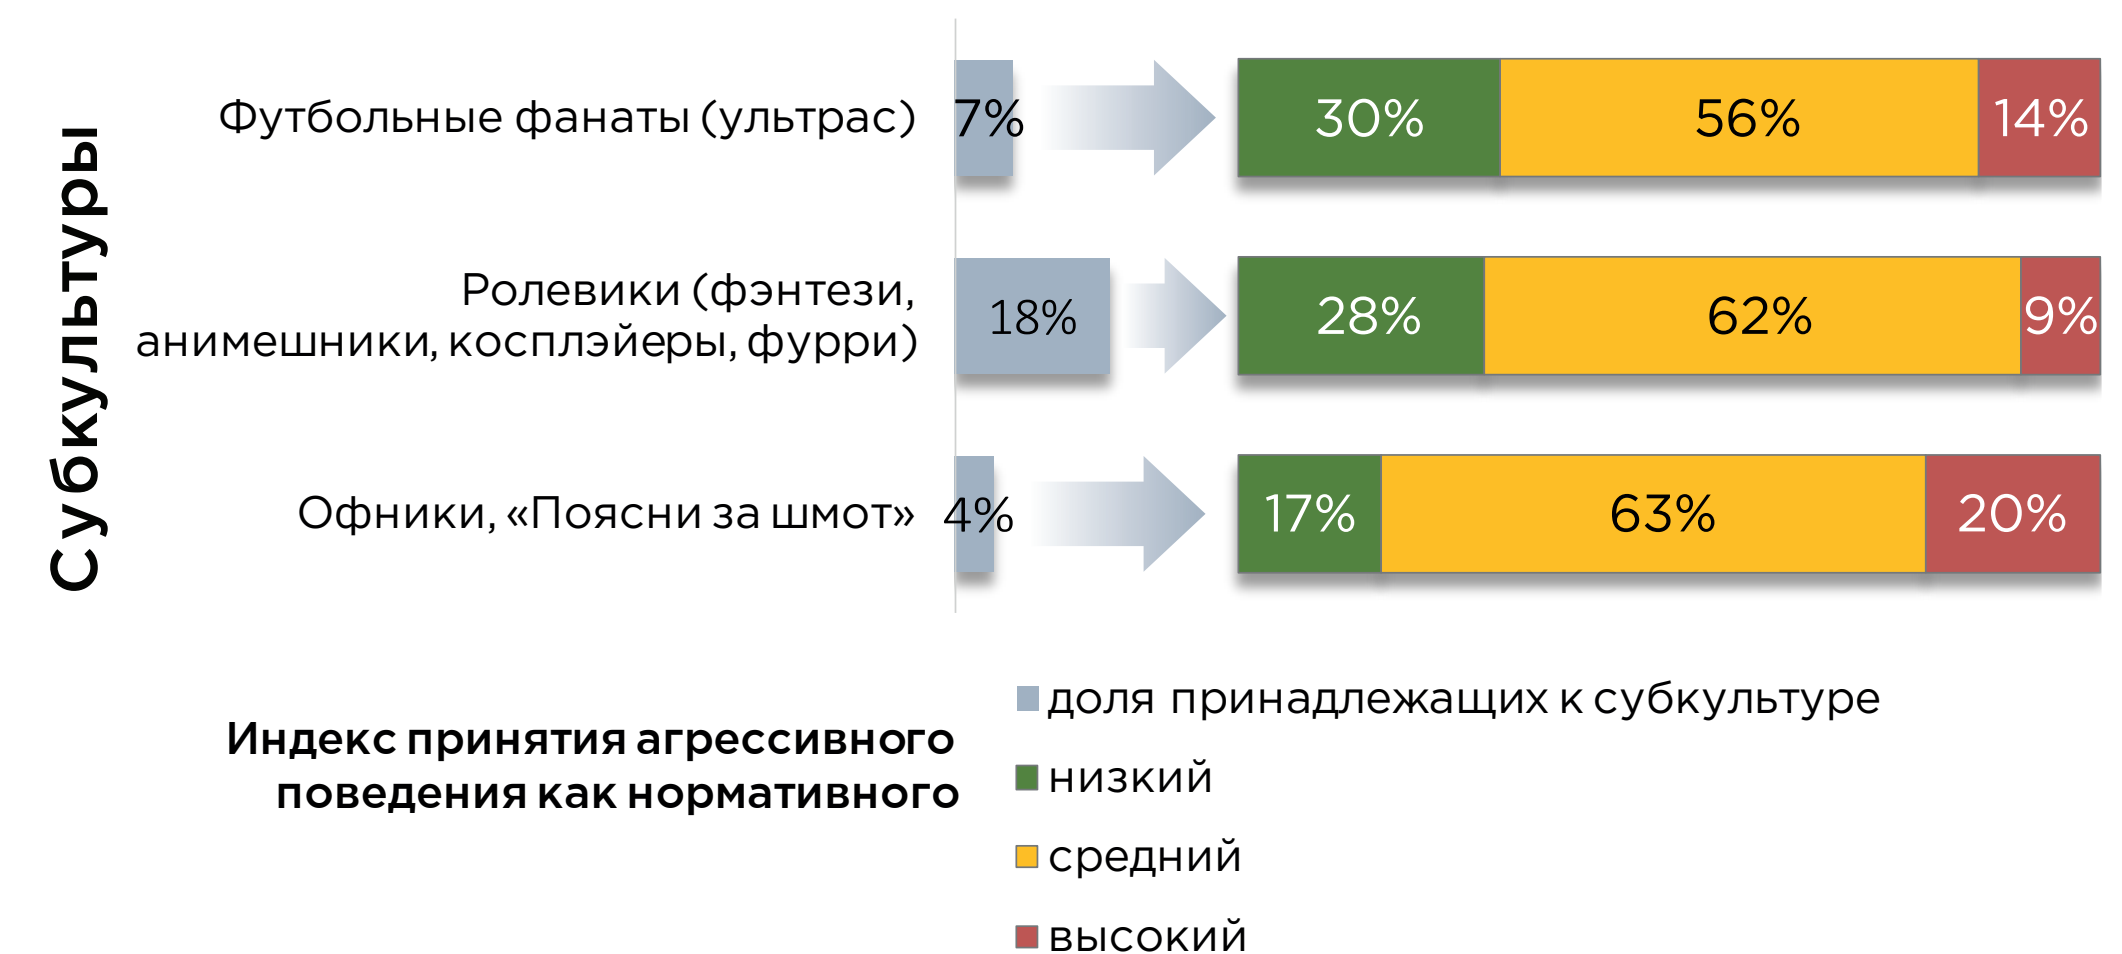 Субкультуры
Футбольные фанаты (ультрас)
7%
30%
56%
14%
Ролевики (фэнтези,
анимешники, косплэйеры, фурри)
18%
28%
62%
9%
Офники, «Поясни за шмот»
4%
17%
63%
20%
Индекс принятия агрессивного
поведения как нормативного
доля принадлежащих к субкультуре
низкий
средний
высокий